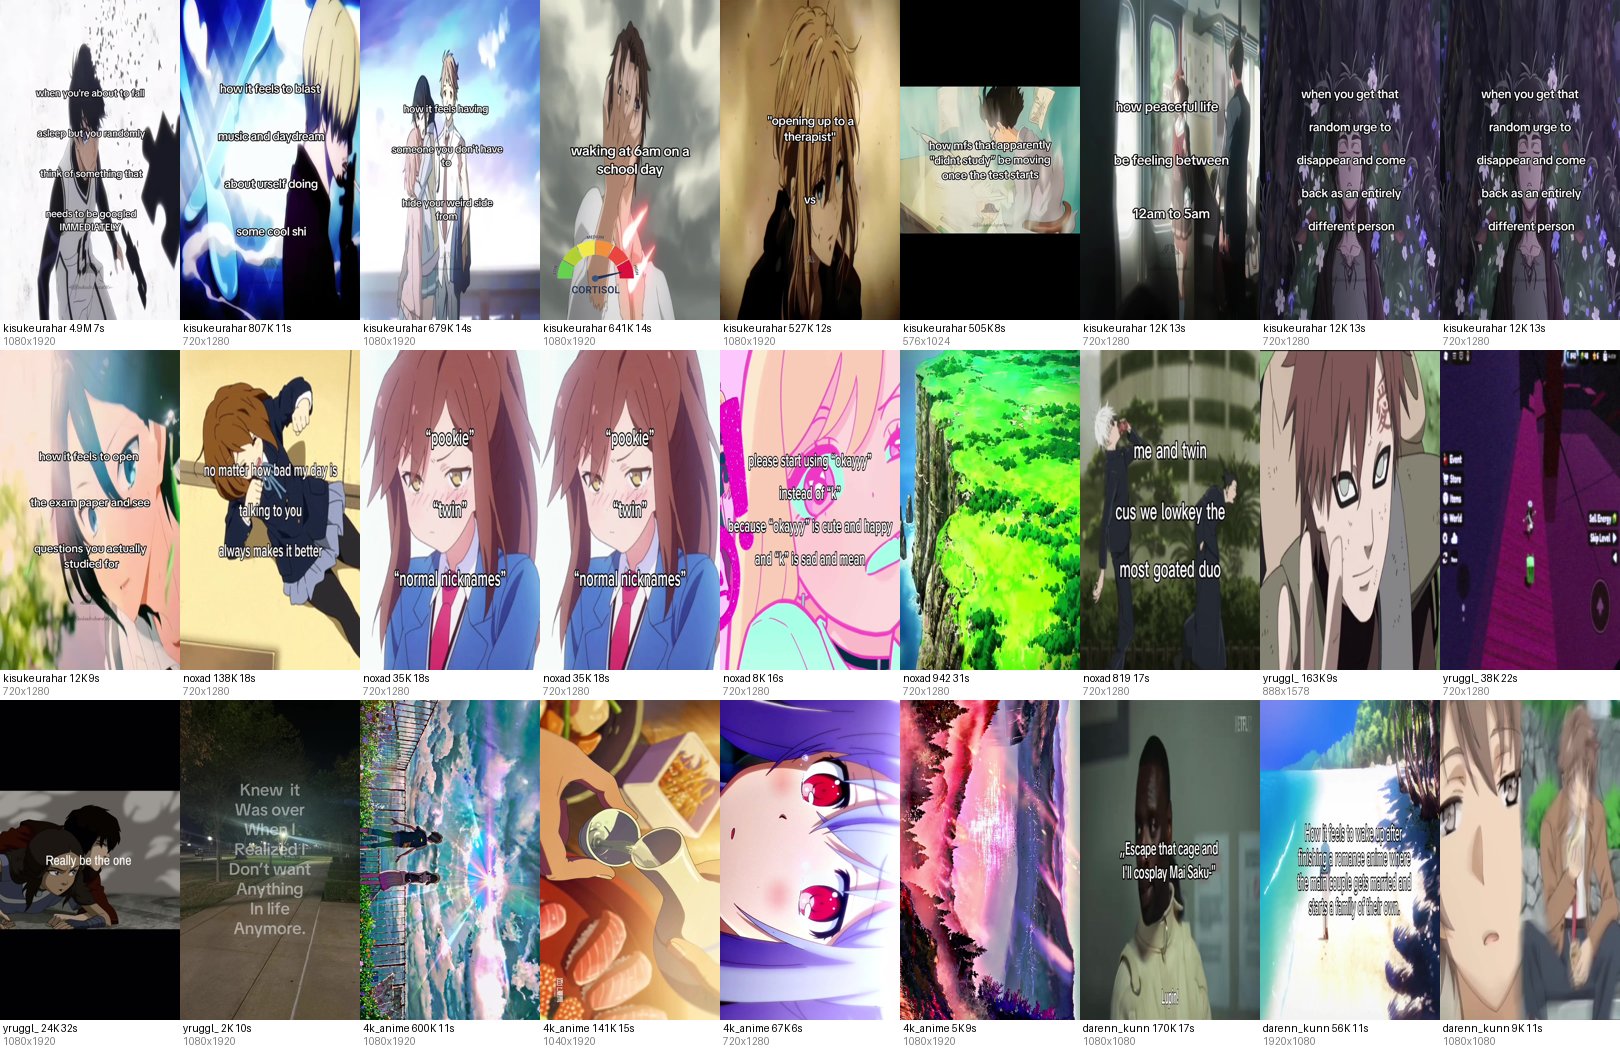 when you're about to fall
asleep but you randomly
think of something that
needs to be googled
IMMEDIATELY
kisukeurahar 4.9M 7s
1080x1920
how it feels to blast
music and daydream
about urself doing
some cool shi
kisukeurahar 807K 11s
720x1280
how it feels having
someone you don't have
to
hide your weird side
from
kisukeurahar 679K 14s
1080x1920
waking at 6am on a
school day
CORTISOL
kisukeurahar 641K 14s
1080x1920
"opening up to a
therapist"
vs
kisukeurahar 527K 12s
1080x1920
how mfs that apparently
"didnt study" be moving
once the test starts
kisukeurahar 505K 8s
576x1024
how peaceful life
be feeling between
12am to 5am
kisukeurahar 12K 13s
720x1280
when you get that
random urge to
disappear and come
back as an entirely
different person
kisukeurahar 12K 13s
720x1280
when you get that
random urge to
disappear and come
back as an entirely
different person
kisukeurahar 12K 13s
720x1280
how it feels to open
the exam paper and see
questions you actually
studied for
kisukeurahar 12K 9s
720x1280
no matter how bad my day is
talking to you
always makes it better
noxad 138K 18s
720x1280
“pookie”
“twin”
“normal nicknames”
noxad 35K 18s
720x1280
“pookie”
“twin”
“normal nicknames”
noxad 35K 18s
720x1280
please start using “okayyy”
instead of “k”
because “okayyy” is cute and happy
and “k” is sad and mean
noxad 8K 16s
720x1280
noxad 942 31s
720x1280
me and twin
cus we lowkey the
most goated duo
noxad 819 17s
720x1280
yruggl_ 163K 9s
888x1578
Event
Store
Items
World
Sell Energy
Skip Level
yruggl_ 38K 22s
720x1280
Really be the one
yruggl_ 24K 32s
1080x1920
Knew it
Was over
When I
Realized I
Don't want
Anything
In life
Anymore.
yruggl_ 2K 10s
1080x1920
4k_anime 600K 11s
1080x1920
4k_anime 141K 15s
1040x1920
4k_anime 67K 6s
720x1280
4k_anime 5K 9s
1080x1920
NETFLIX
„Escape that cage and
I'll cosplay Mai Saku-"
Lupin!
darenn_kunn 170K 17s
1080x1080
How it feels to wake up after
finishing a romance anime where
the main couple gets married and
starts a family of their own.
darenn_kunn 56K 11s
1920x1080
darenn_kunn 9K 11s
1080x1080